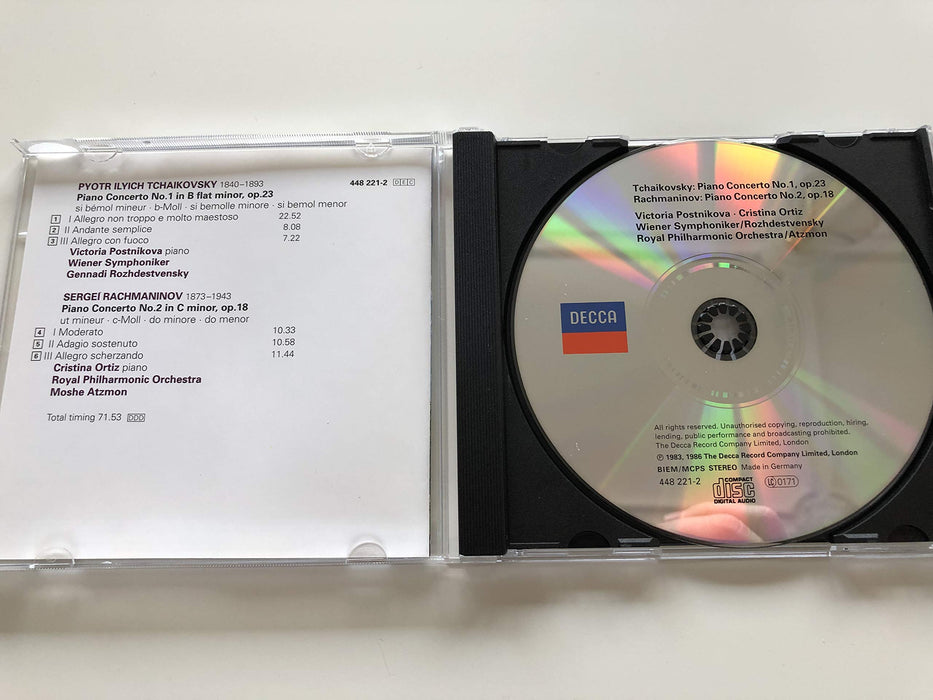 PYOTR ILYICH TCHAIKOVSKY 1840–1893 448 221-2 DEC
Piano Concerto No.1 in B flat minor, op.23
si bémol mineur · b-Moll · si bemolle minore · si bemol menor
1 I Allegro non troppo e molto maestoso 22.52
2 II Andante semplice 8.08
3 III Allegro con fuoco 7.22
Victoria Postnikova piano
Wiener Symphoniker
Gennadi Rozhdestvensky
SERGEÏ RACHMANINOV 1873–1943
Piano Concerto No.2 in C minor, op.18
ut mineur · c-Moll · do minore · do menor
4 I Moderato 10.33
5 II Adagio sostenuto 10.58
6 III Allegro scherzando 11.44
Cristina Ortiz piano
Royal Philharmonic Orchestra
Moshe Atzmon
Total timing 71.53 DDD
Tchaikovsky: Piano Concerto No.1, op.23
Rachmaninov: Piano Concerto No.2, op.18
Victoria Postnikova · Cristina Ortiz
Wiener Symphoniker/Rozhdestvensky
Royal Philharmonic Orchestra/Atzmon
DECCA
All rights reserved. Unauthorised copying, reproduction, hiring,
lending, public performance and broadcasting prohibited.
The Decca Record Company Limited, London
℗ 1983, 1986 The Decca Record Company Limited, London
BIEM/MCPS STEREO Made in Germany
448 221-2 COMPACT disc DIGITAL AUDIO LC 0171